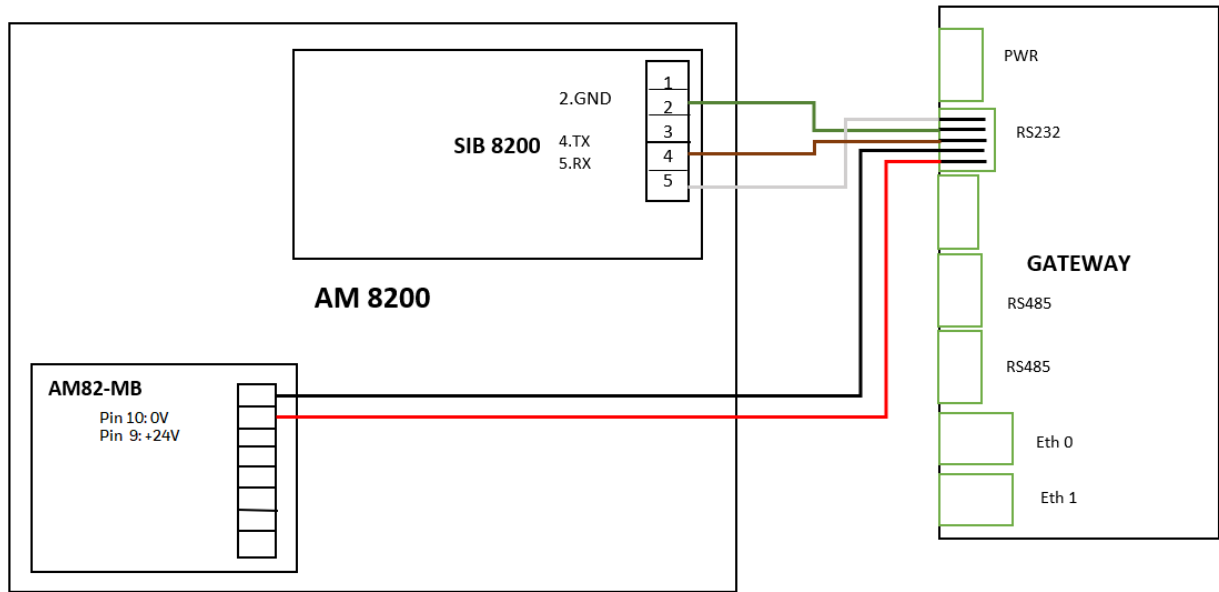 PWR
1
2.GND
2
3
RS232
SIB 8200
4.TX
4
5.RX
5
GATEWAY
AM 8200
RS485
RS485
AM82-MB
Pin 10: 0V
Pin 9: +24V
Eth 0
Eth 1